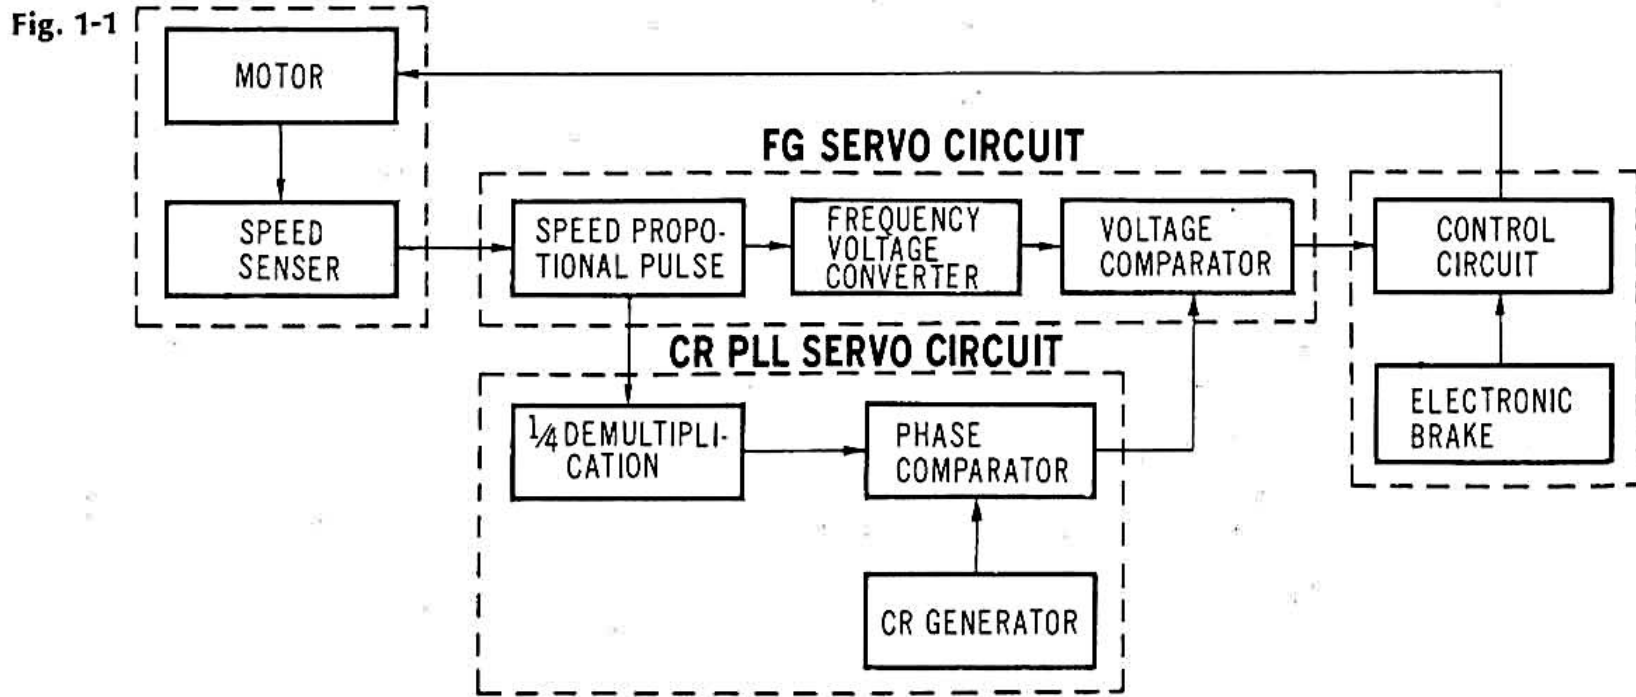 Fig. 1-1
MOTOR
SPEED
SENSER
FG SERVO CIRCUIT
SPEED PROPO-
TIONAL PULSE
FREQUENCY
VOLTAGE
CONVERTER
VOLTAGE
COMPARATOR
CONTROL
CIRCUIT
ELECTRONIC
BRAKE
CR PLL SERVO CIRCUIT
1/4 DEMULTIPLI-
CATION
PHASE
COMPARATOR
CR GENERATOR